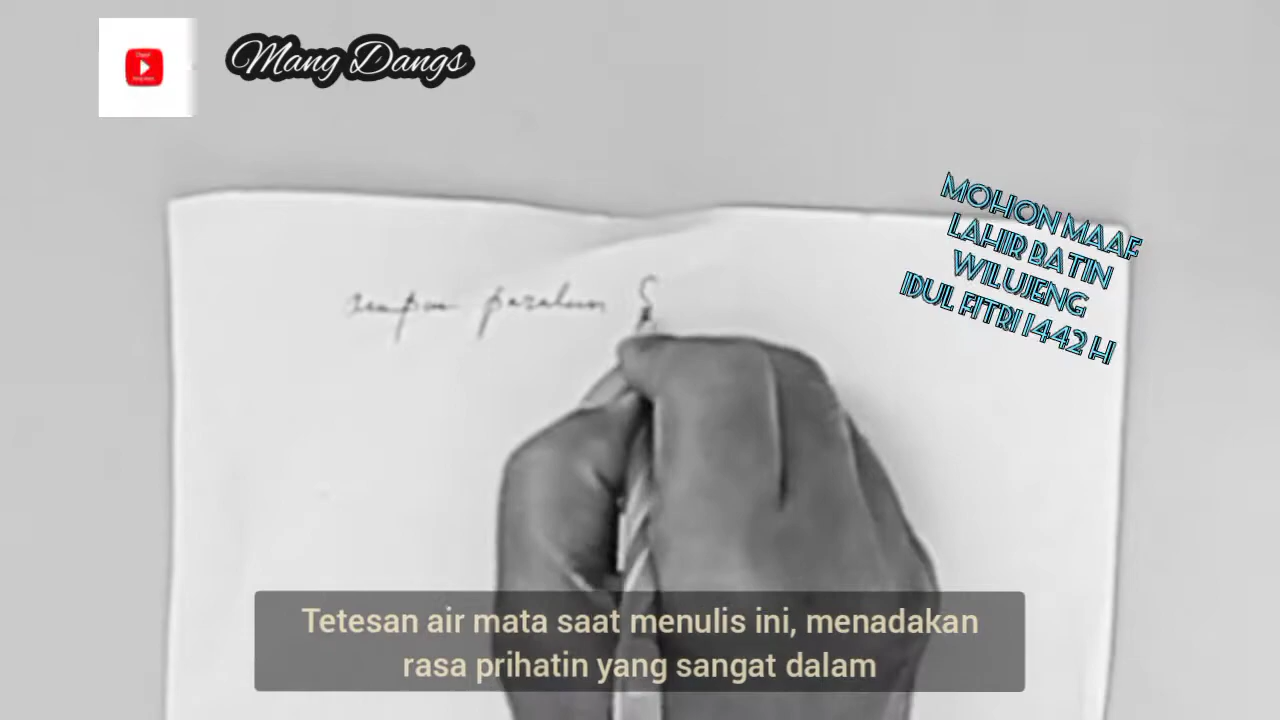 Mang Dangs
MOHON MAAF
LAHIR BATIN
WILUJENG
IDUL FITRI 1442 H
Tetesan air mata saat menulis ini, menadakan
rasa prihatin yang sangat dalam